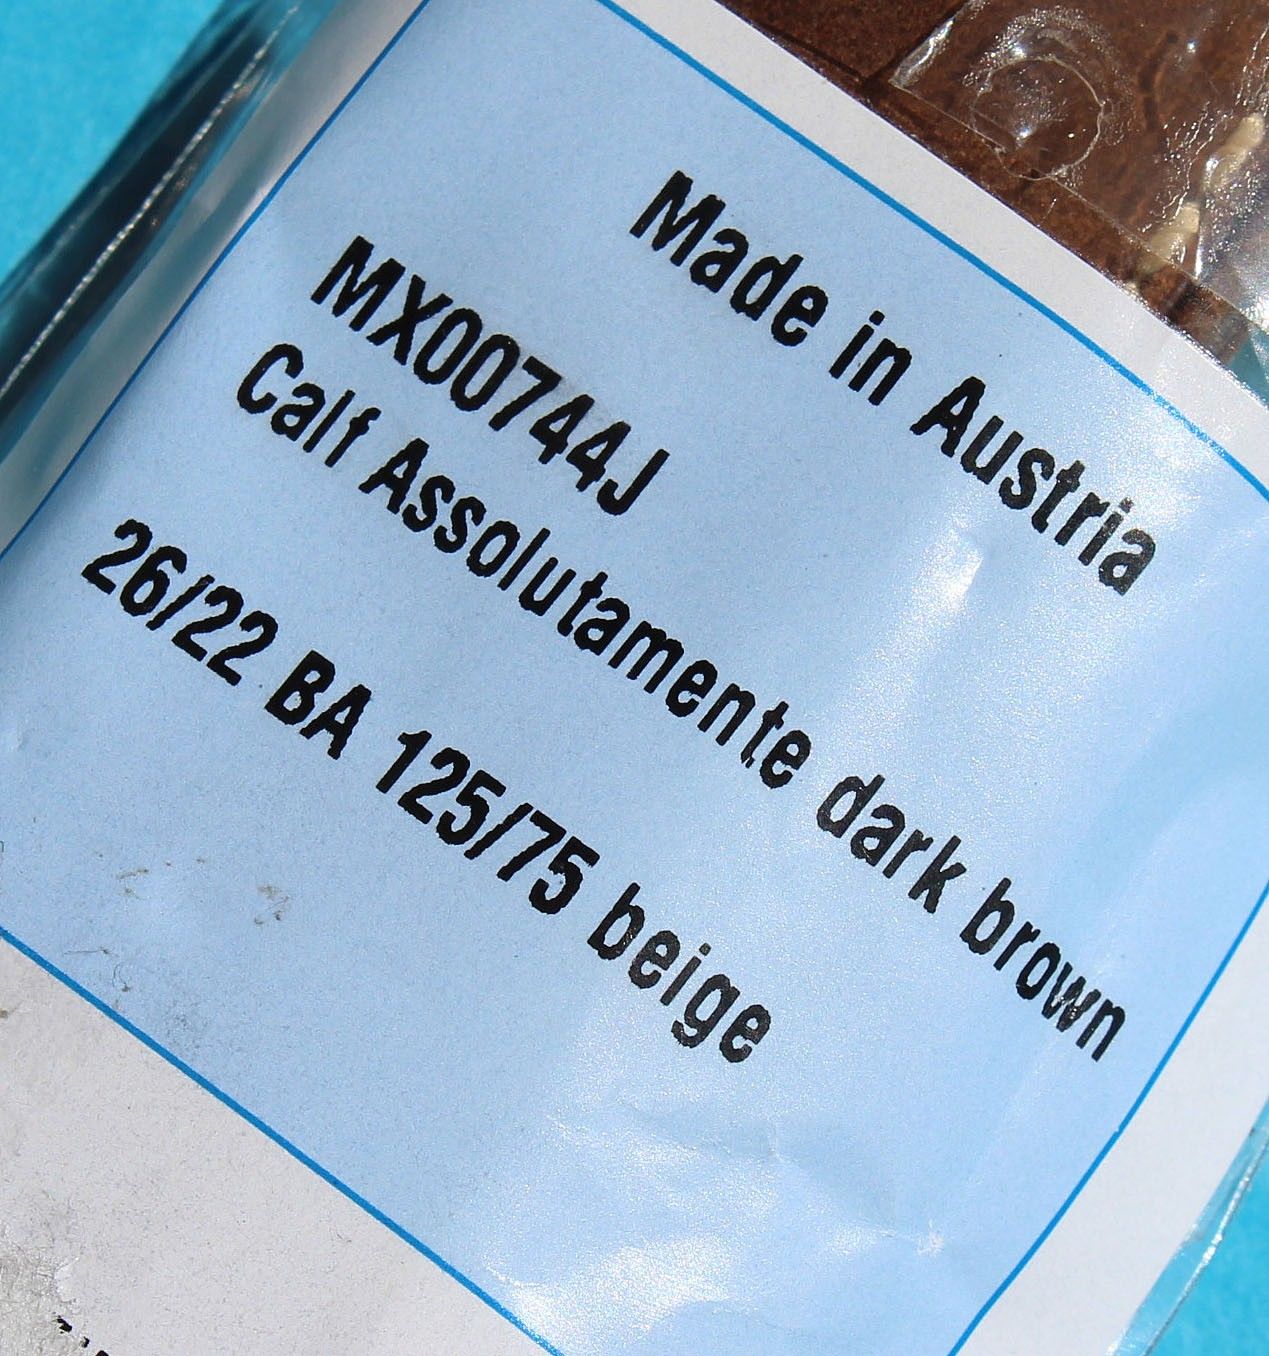 Made in Austria
MX00744J
Calf Assolutamente dark brown
26/22 BA 125/75 beige